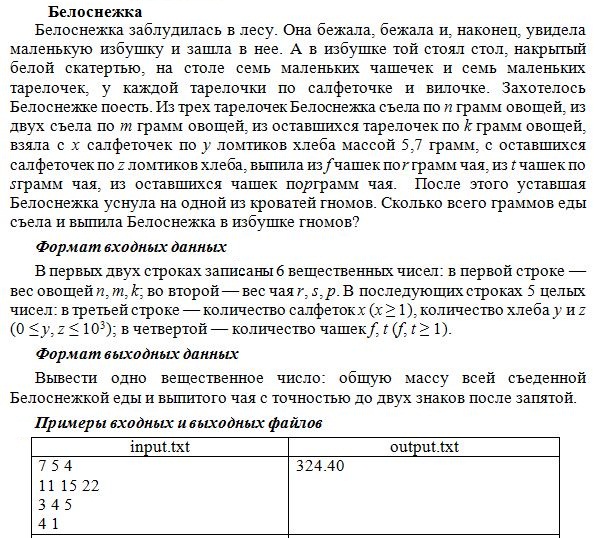 Белоснежка
Белоснежка заблудилась в лесу. Она бежала, бежала и, наконец, увидела
маленькую избушку и зашла в нее. А в избушке той стоял стол, накрытый
белой скатертью, на столе семь маленьких чашечек и семь маленьких
тарелочек, у каждой тарелочки по салфеточке и вилочке. Захотелось
Белоснежке поесть. Из трех тарелочек Белоснежка съела по n грамм овощей, из
двух съела по m грамм овощей, из оставшихся тарелочек по k грамм овощей,
взяла с x салфеточек по y ломтиков хлеба массой 5,7 грамм, с оставшихся
салфеточек по z ломтиков хлеба, выпила из f чашек по r грамм чая, из t чашек по
s грамм чая, из оставшихся чашек по p грамм чая. После этого уставшая
Белоснежка уснула на одной из кроватей гномов. Сколько всего граммов еды
съела и выпила Белоснежка в избушке гномов?
Формат входных данных
В первых двух строках записаны 6 вещественных чисел: в первой строке —
вес овощей n, m, k; во второй — вес чая r, s, p. В последующих строках 5 целых
чисел: в третьей строке — количество салфеток x (x ≥ 1), количество хлеба y и z
(0 ≤ y, z ≤ 10³); в четвертой — количество чашек f, t (f, t ≥ 1).
Формат выходных данных
Вывести одно вещественное число: общую массу всей съеденной
Белоснежкой еды и выпитого чая с точностью до двух знаков после запятой.
Примеры входных и выходных файлов
input.txt output.txt
7 5 4 324.40
11 15 22
3 4 5
4 1